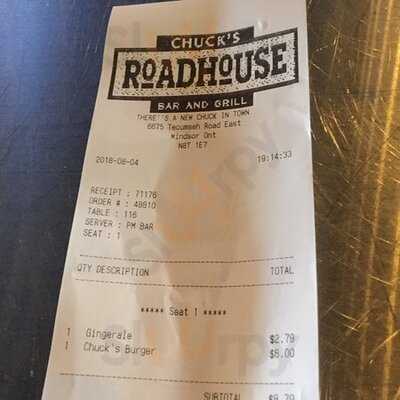 CHUCK'S
ROADHOUSE
BAR AND GRILL
THERE''S A NEW CHUCK IN TOWN
6675 Tecumseh Road East
Windsor Ont
N8T 1E7
2018-08-04 19:14:33
RECEIPT : 71176
ORDER # : 48810
TABLE : 116
SERVER : PM BAR
SEAT : 1
QTY DESCRIPTION TOTAL
***** Seat 1 *****
1 Gingerale $2.79
1 Chuck's Burger $8.00
SUBTOTAL